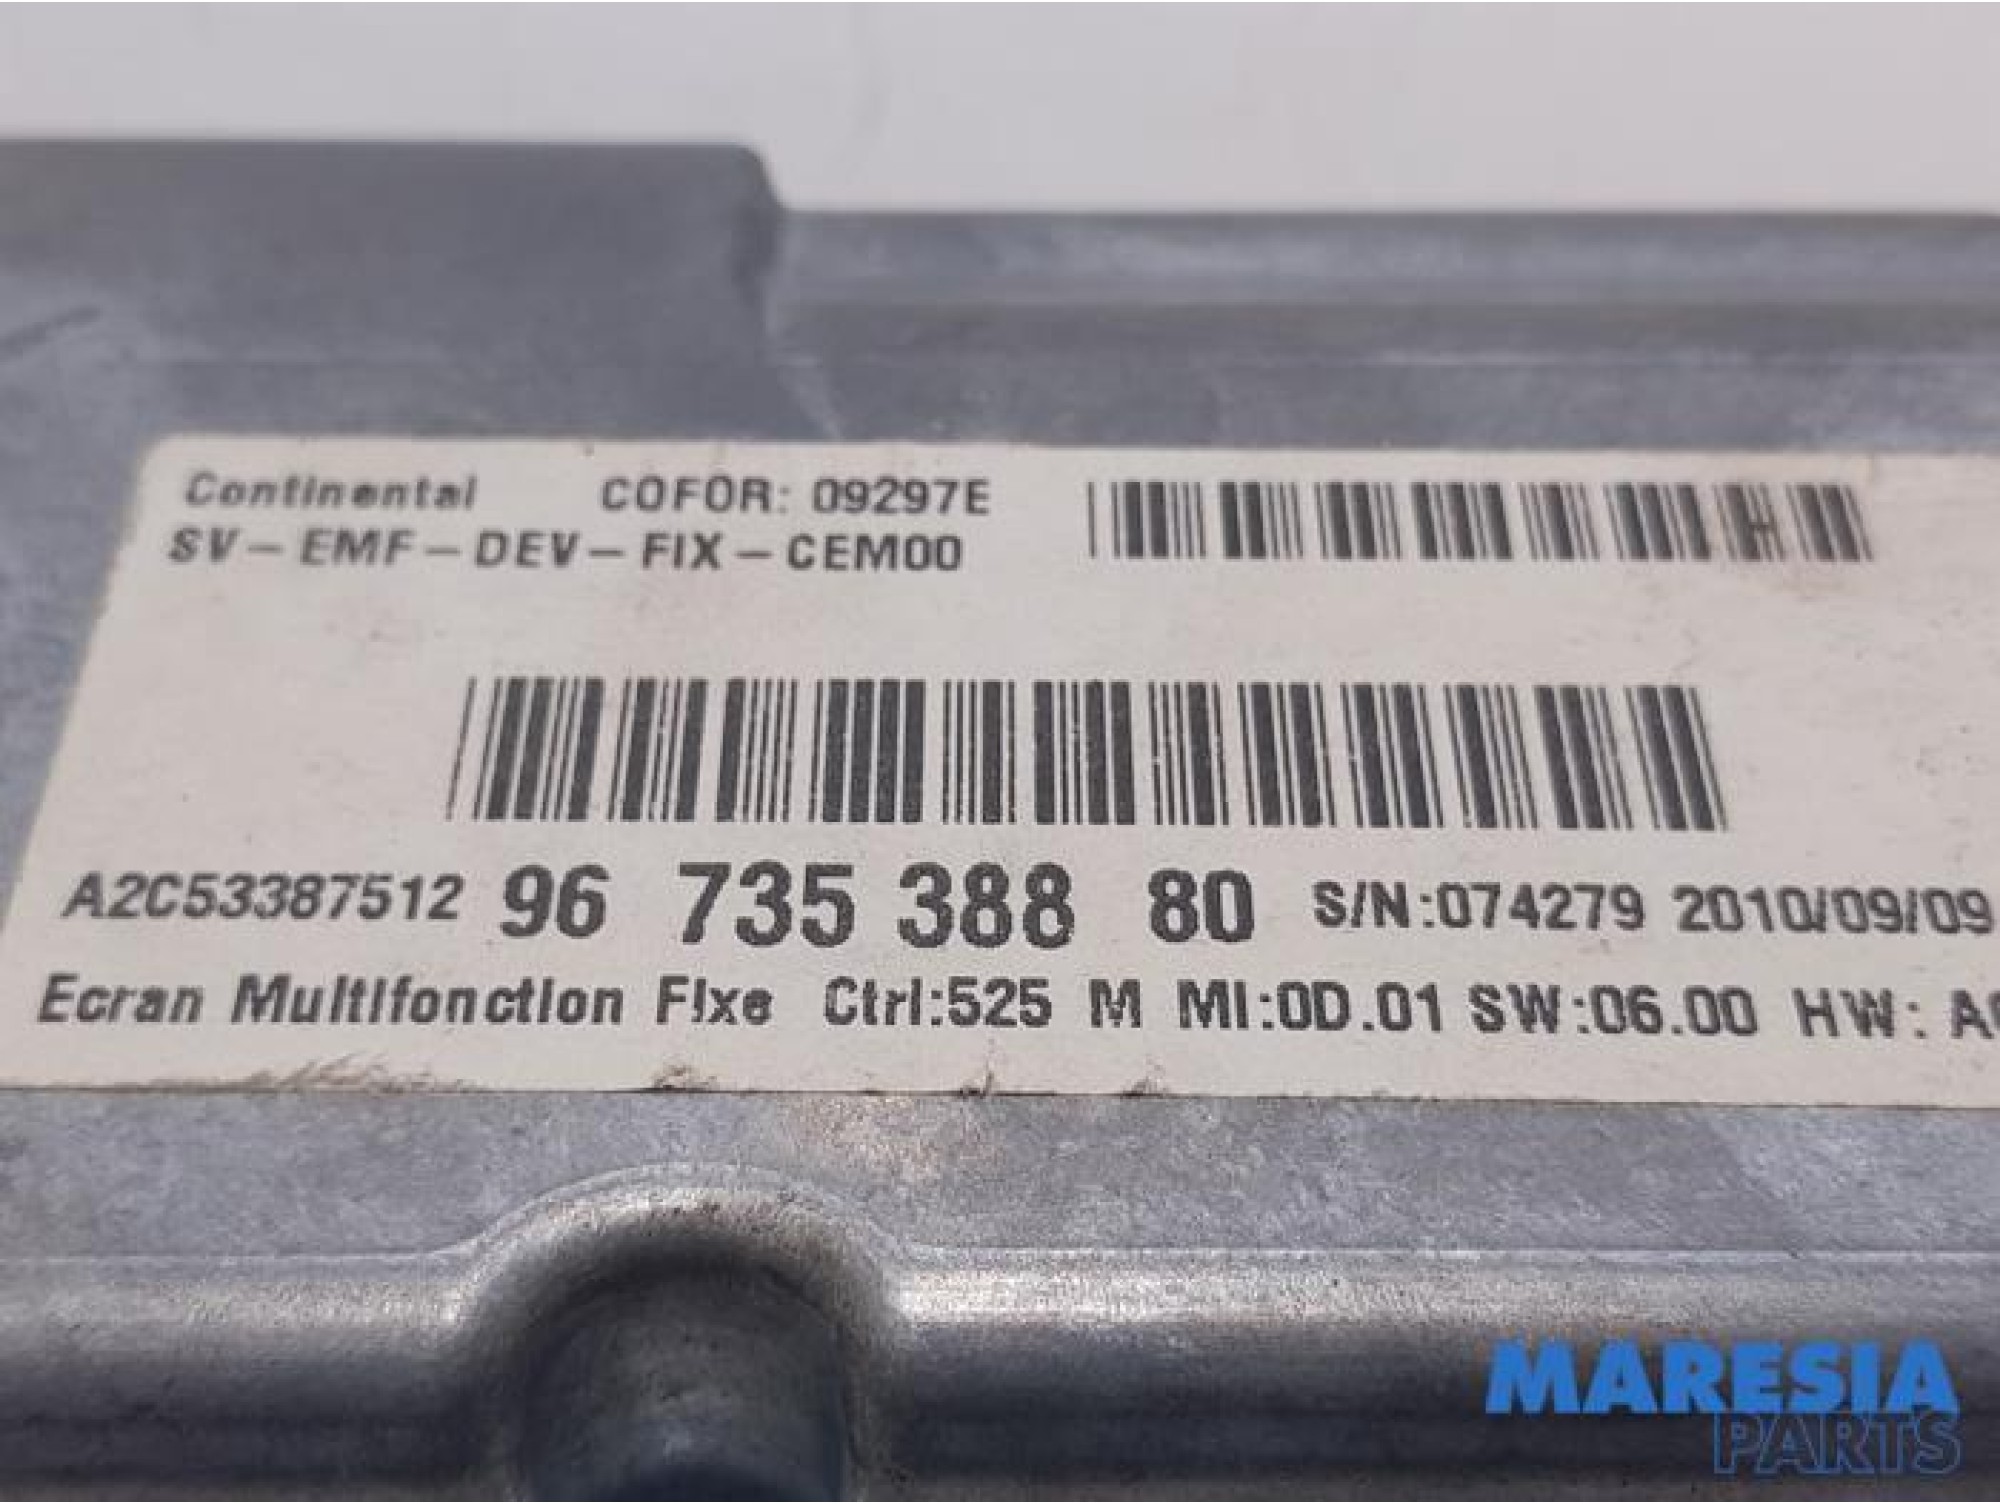 Continental COFOR: 09297E
SV-EMF-DEV-FIX-CEM00
A2C53387512 96 735 388 80 S/N:074279 2010/09/09
Ecran Multifonction Fixe Ctrl:525 M MI:0D.01 SW:06.00 HW:
MARESIA
PARTS